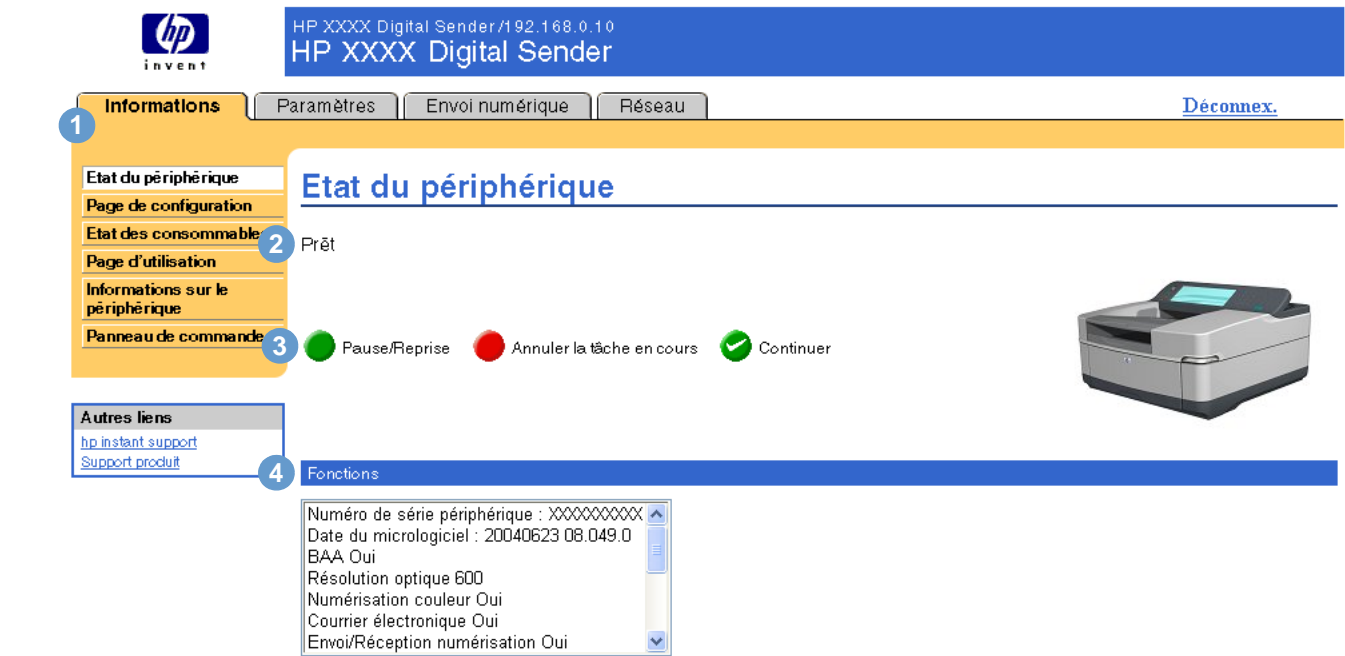 hp
invent
HP XXXX Digital Sender/192.168.0.10
HP XXXX Digital Sender
Informations
Paramètres
Envoi numérique
Réseau
Déconnex.
1
Etat du périphérique
Page de configuration
Etat des consommables
Page d'utilisation
Informations sur le
périphérique
Panneau de commande
Autres liens
hp instant support
Support produit
Etat du périphérique
2
Prêt
3
Pause/Reprise
Annuler la tâche en cours
Continuer
4
Fonctions
Numéro de série périphérique : XXXXXXXXXX
Date du micrologiciel : 20040623 08.049.0
BAA Oui
Résolution optique 600
Numérisation couleur Oui
Courrier électronique Oui
Envoi/Réception numérisation Oui